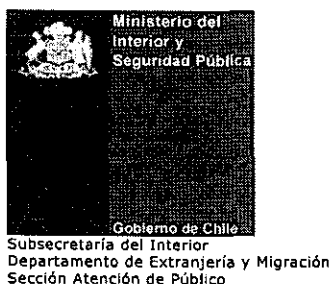 Ministerio del
Interior y
Seguridad Pública
Gobierno de Chile
Subsecretaría del Interior
Departamento de Extranjería y Migración
Sección Atención de Público